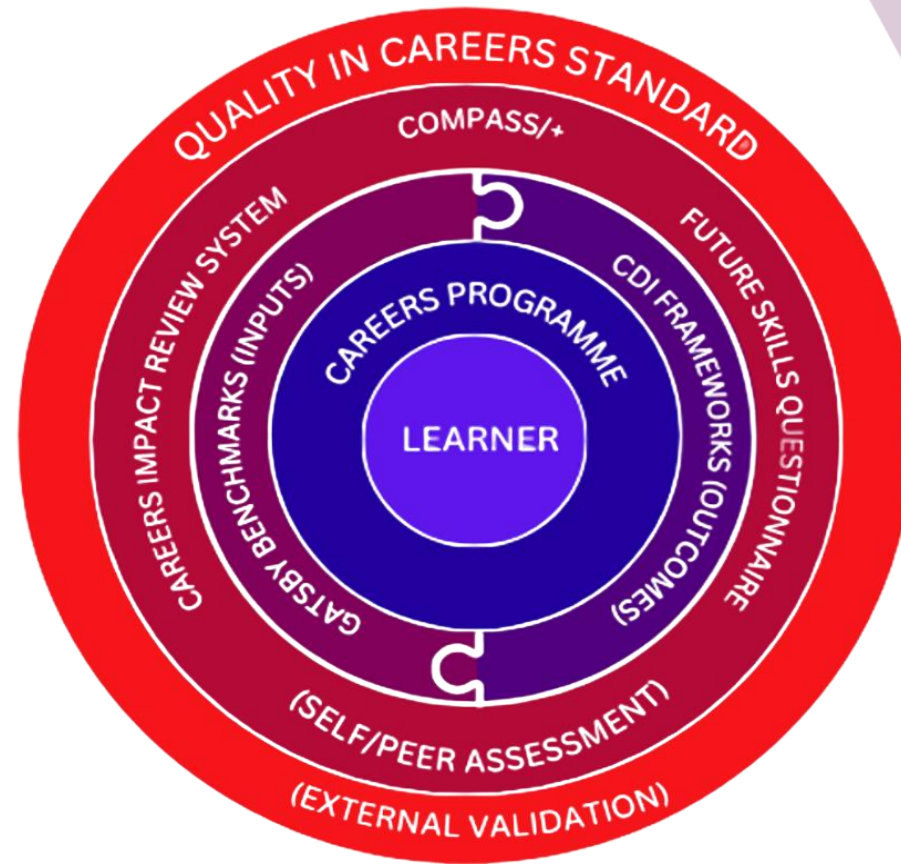 QUALITY IN CAREERS STANDARD
COMPASS/+
CAREERS IMPACT REVIEW SYSTEM
FUTURE SKILLS QUESTIONNAIRE
GATSBY BENCHMARKS (INPUTS)
CDI FRAMEWORKS (OUTCOMES)
CAREERS PROGRAMME
LEARNER
(SELF/PEER ASSESSMENT)
(EXTERNAL VALIDATION)